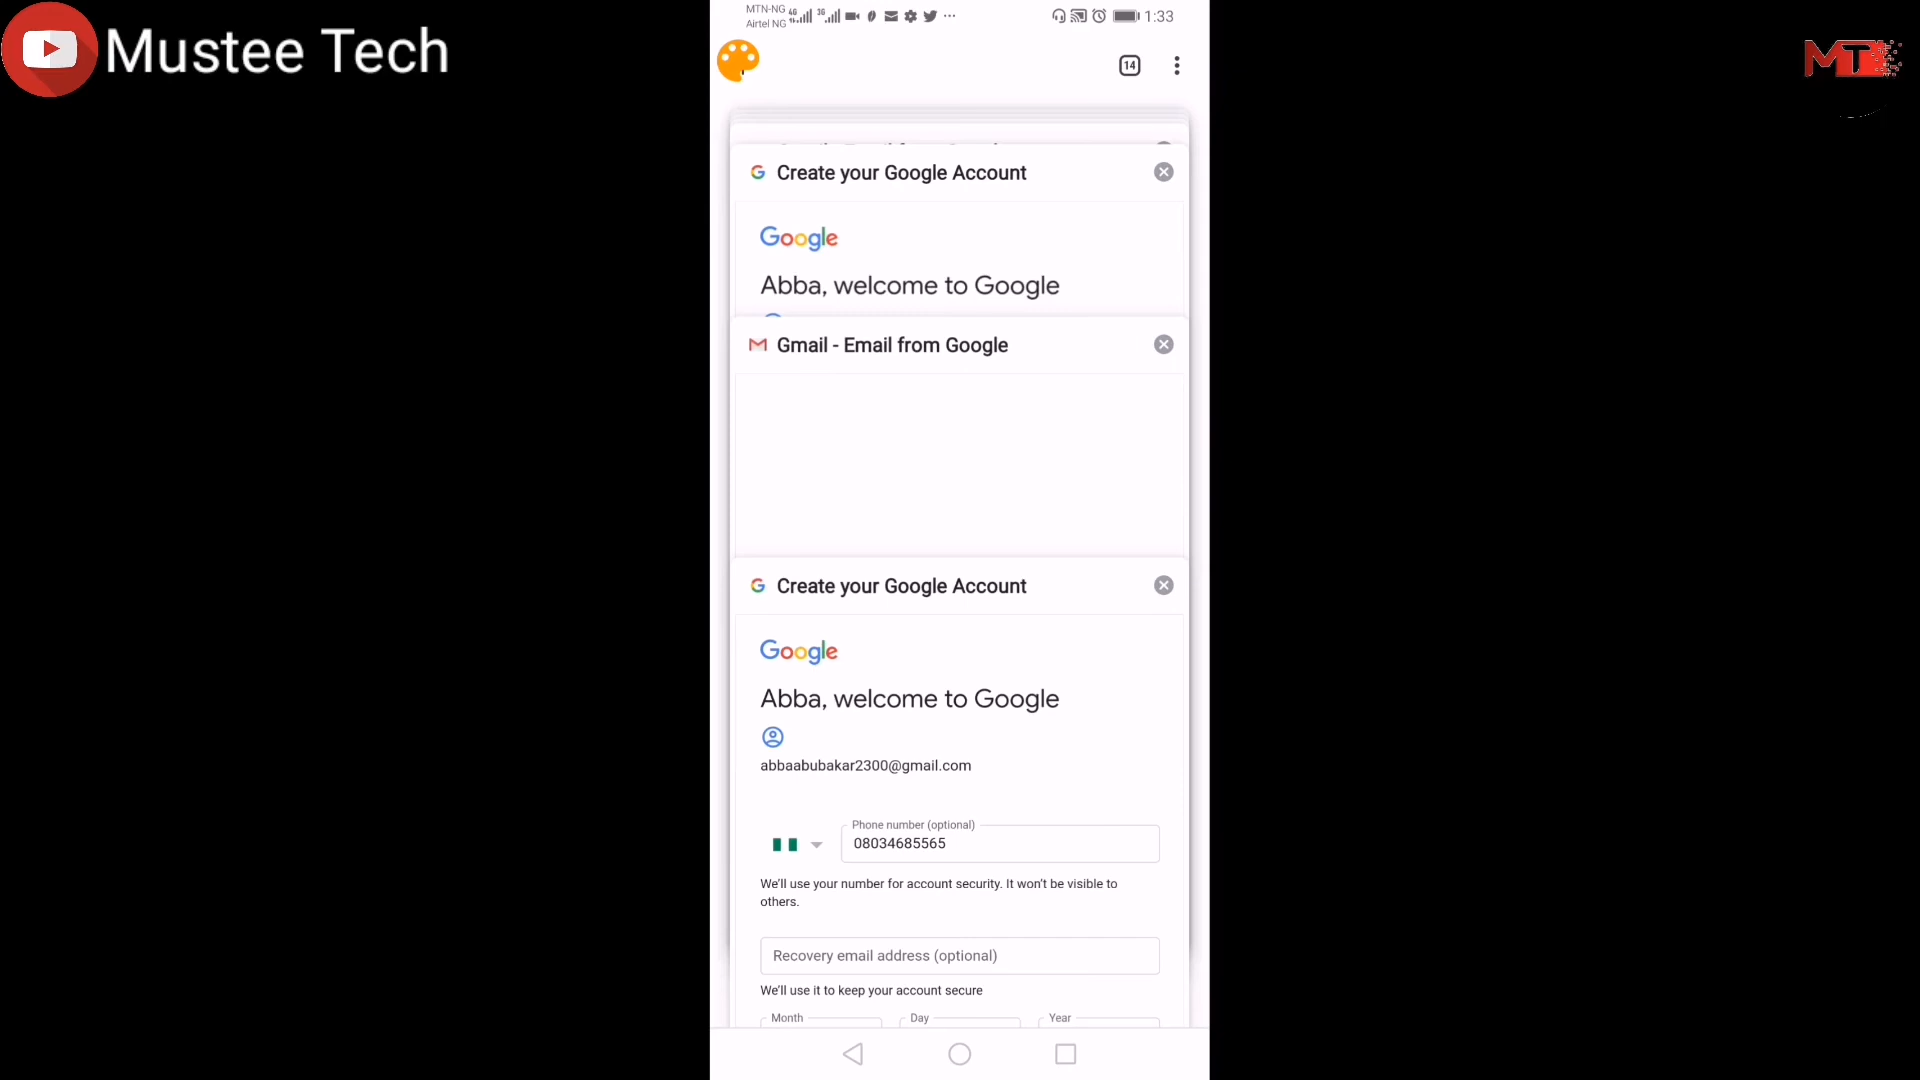 Mustee Tech
MT
MTN-NG
Airtel NG
4G
3G
1:33
14
Create your Google Account
Google
Abba, welcome to Google
Gmail - Email from Google
Create your Google Account
Google
Abba, welcome to Google
abbaabubakar2300@gmail.com
Phone number (optional)
08034685565
We'll use your number for account security. It won't be visible to
others.
Recovery email address (optional)
We'll use it to keep your account secure
Month Day Year